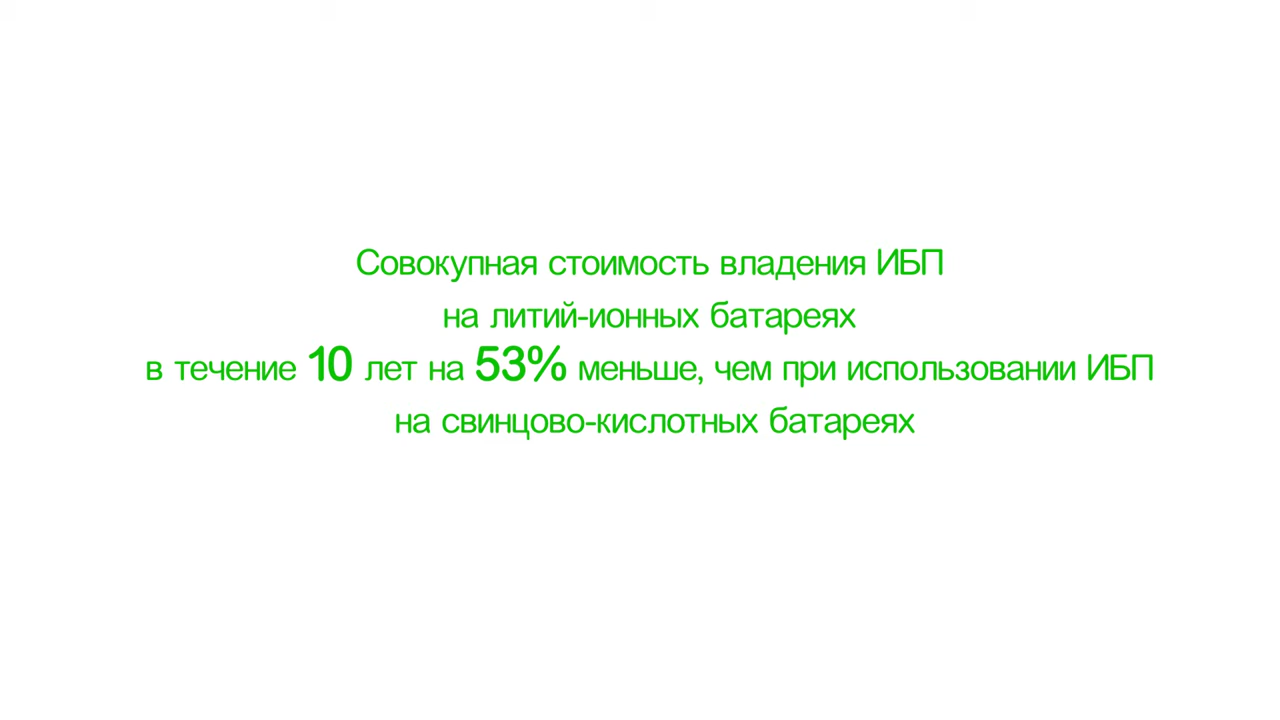 Совокупная стоимость владения ИБП
на литий-ионных батареях
в течение 10 лет на 53% меньше, чем при использовании ИБП
на свинцово-кислотных батареях